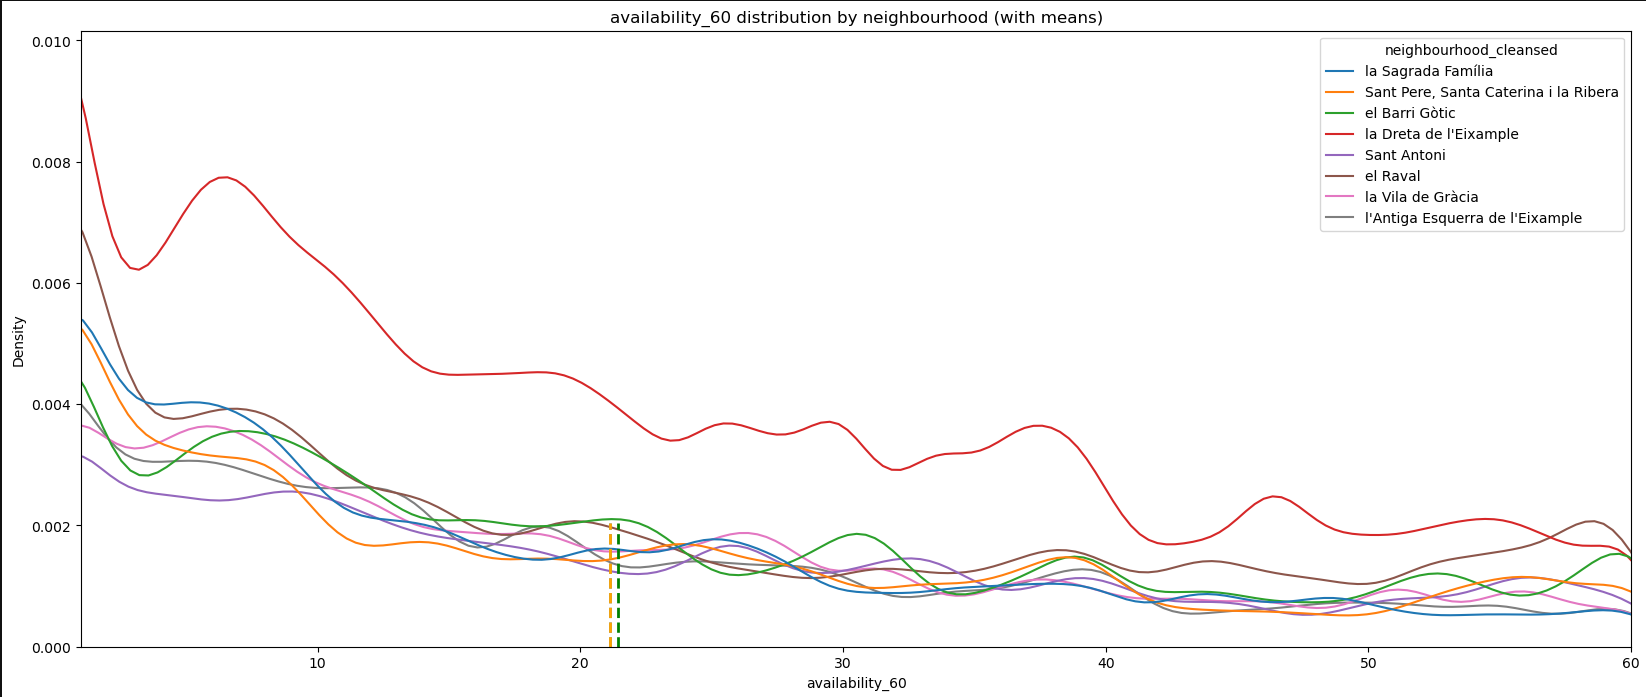 availability_60 distribution by neighbourhood (with means)
0.010
0.008
0.006
0.004
0.002
0.000
Density
neighbourhood_cleansed
la Sagrada Família
Sant Pere, Santa Caterina i la Ribera
el Barri Gòtic
la Dreta de l'Eixample
Sant Antoni
el Raval
la Vila de Gràcia
l'Antiga Esquerra de l'Eixample
10 20 30 40 50 60
availability_60